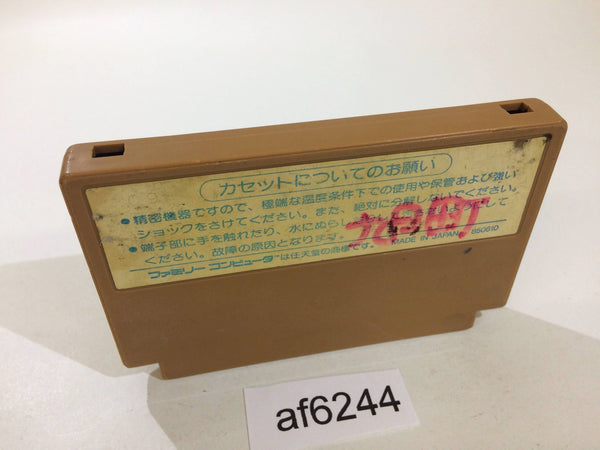 カセットについてのお願い
●精密機器ですので、極端な温度条件下での使用や保管および強い
ショックをさけてください。また、絶対に分解しないでください。
●端子部に手を触れたり、水にぬらし
ください。故障の原因となります。
ファミリー コンピュータ™は任天堂の商標です。
MADE IN JAPAN 850610
af6244